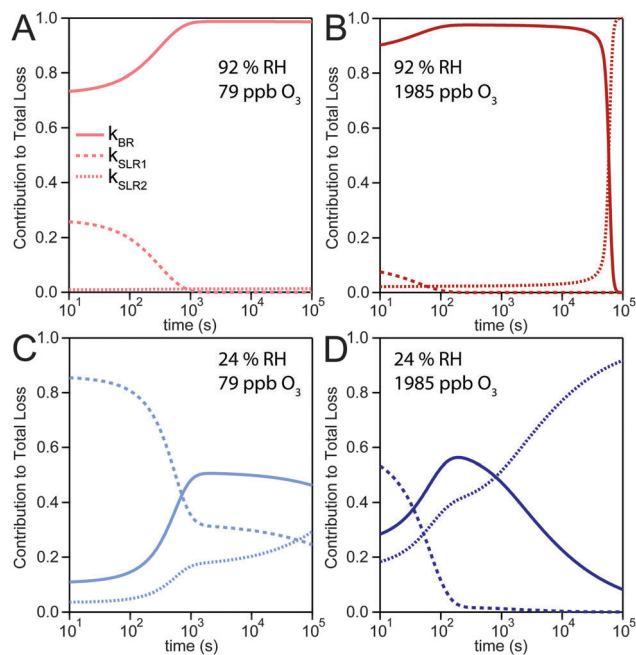 A
B
92 % RH
79 ppb O3
92 % RH
1985 ppb O3
kBR
kSLR1
kSLR2
Contribution to Total Loss
1.0
0.8
0.6
0.4
0.2
0.0
10^1 10^2 10^3 10^4 10^5
time (s)
Contribution to Total Loss
1.0
0.8
0.6
0.4
0.2
0.0
10^1 10^2 10^3 10^4 10^5
time (s)
C
D
24 % RH
79 ppb O3
24 % RH
1985 ppb O3
Contribution to Total Loss
1.0
0.8
0.6
0.4
0.2
0.0
10^1 10^2 10^3 10^4 10^5
time (s)
Contribution to Total Loss
1.0
0.8
0.6
0.4
0.2
0.0
10^1 10^2 10^3 10^4 10^5
time (s)